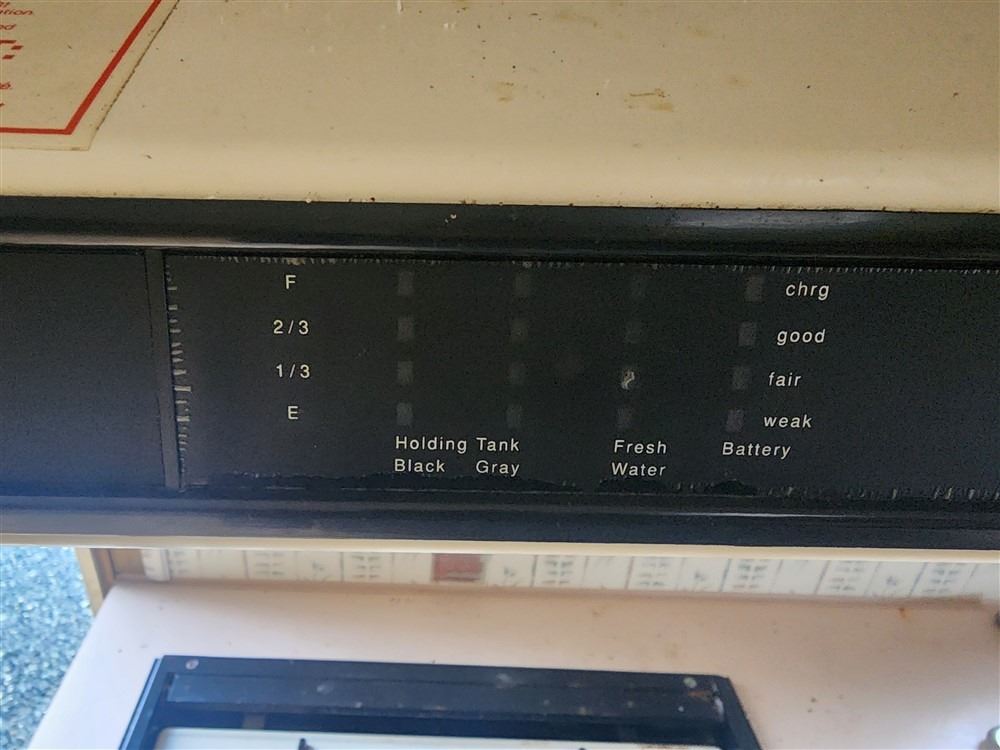 F chrg
2/3 good
1/3 fair
E weak
Holding Tank Fresh Battery
Black Gray Water